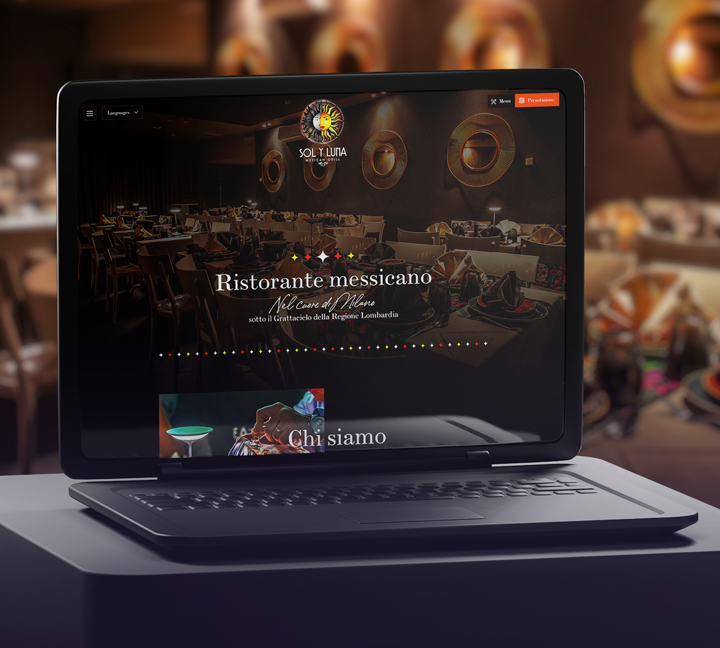 Languages
SOL Y LUNA
MEXICAN GRILL
Menu
Prenotazione
Ristorante messicano
Nel cuore di Milano
sotto il Grattacielo della Regione Lombardia
Chi siamo